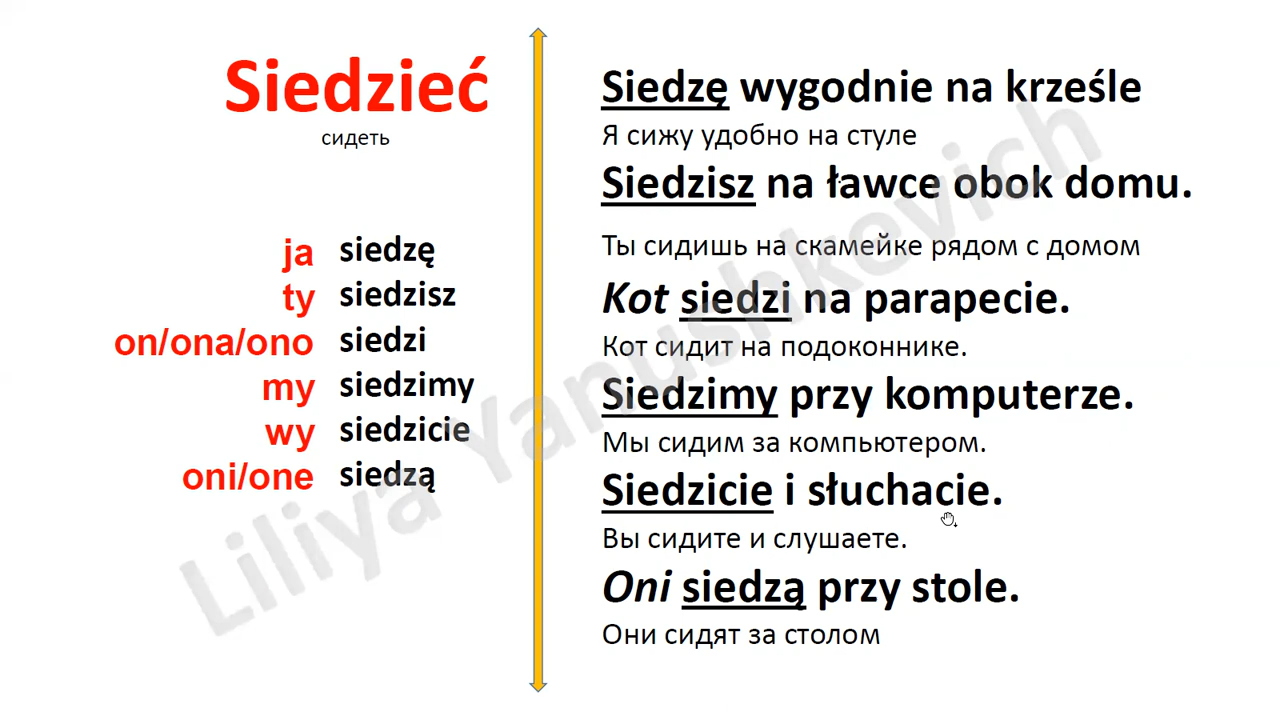 Siedzieć
сидеть
ja siedzę
ty siedzisz
on/ona/ono siedzi
my siedzimy
wy siedzicie
oni/one siedzą
Siedzę wygodnie na krześle
Я сижу удобно на стуле
Siedzisz na ławce obok domu.
Ты сидишь на скамейке рядом с домом
Kot siedzi na parapecie.
Кот сидит на подоконнике.
Siedzimy przy komputerze.
Мы сидим за компьютером.
Siedzicie i słuchacie.
Вы сидите и слушаете.
Oni siedzą przy stole.
Они сидят за столом
Liliya Yanushkevich